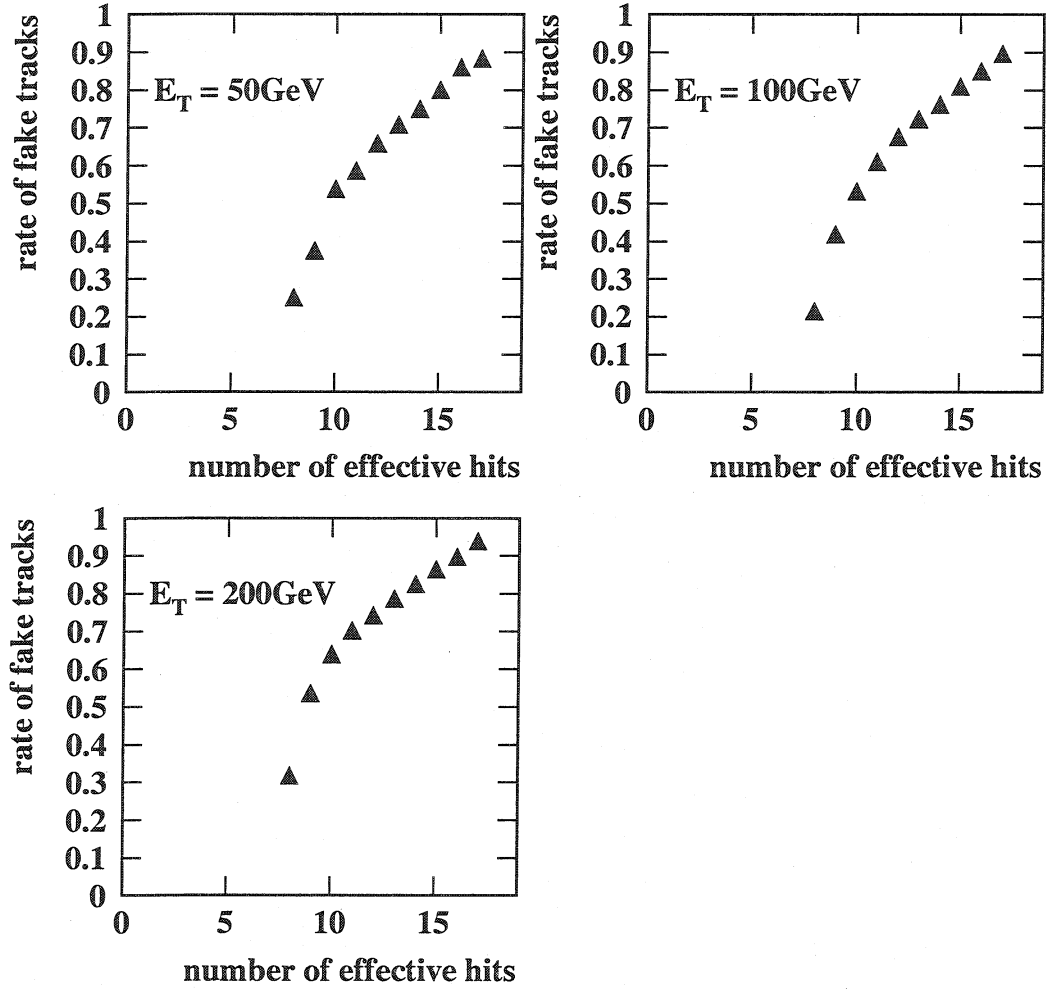 rate of fake tracks
1
0.9
0.8
0.7
0.6
0.5
0.4
0.3
0.2
0.1
0
E_T = 50GeV
0 5 10 15
number of effective hits
rate of fake tracks
1
0.9
0.8
0.7
0.6
0.5
0.4
0.3
0.2
0.1
0
E_T = 100GeV
0 5 10 15
number of effective hits
rate of fake tracks
1
0.9
0.8
0.7
0.6
0.5
0.4
0.3
0.2
0.1
0
E_T = 200GeV
0 5 10 15
number of effective hits